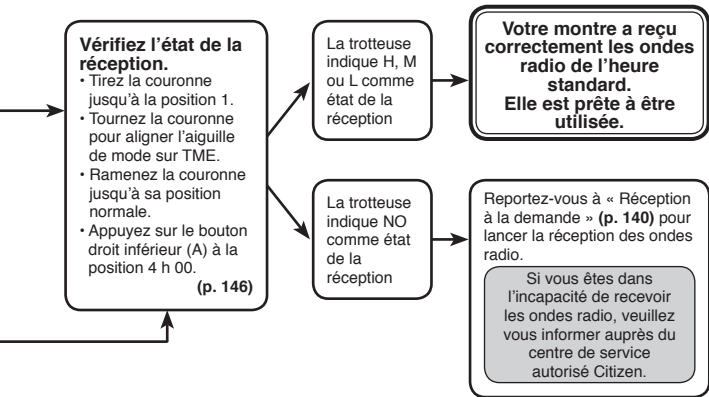 Vérifiez l’état de la
réception.
• Tirez la couronne
jusqu’à la position 1.
• Tournez la couronne
pour aligner l’aiguille
de mode sur TME.
• Ramenez la couronne
jusqu’à sa position
normale.
• Appuyez sur le bouton
droit inférieur (A) à la
position 4 h 00.
(p. 146)
La trotteuse
indique H, M
ou L comme
état de la
réception
Votre montre a reçu
correctement les ondes
radio de l’heure
standard.
Elle est prête à être
utilisée.
La trotteuse
indique NO
comme état
de la
réception
Reportez-vous à « Réception
à la demande » (p. 140) pour
lancer la réception des ondes
radio.
Si vous êtes dans
l’incapacité de recevoir
les ondes radio, veuillez
vous informer auprès du
centre de service
autorisé Citizen.